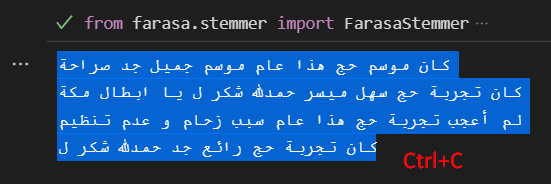 from farasa.stemmer import FarasaStemmer ...
...
كان موسم حج هذا عام موسم جميل جد صراحة
كان تجربة حج سهل ميسر حمدلله شكر ل يا ابطال مكة
لم أعجب تجربة حج هذا عام سبب زحام و عدم تنظيم
كان تجربة حج رائع جد حمدلله شكر ل
Ctrl+C